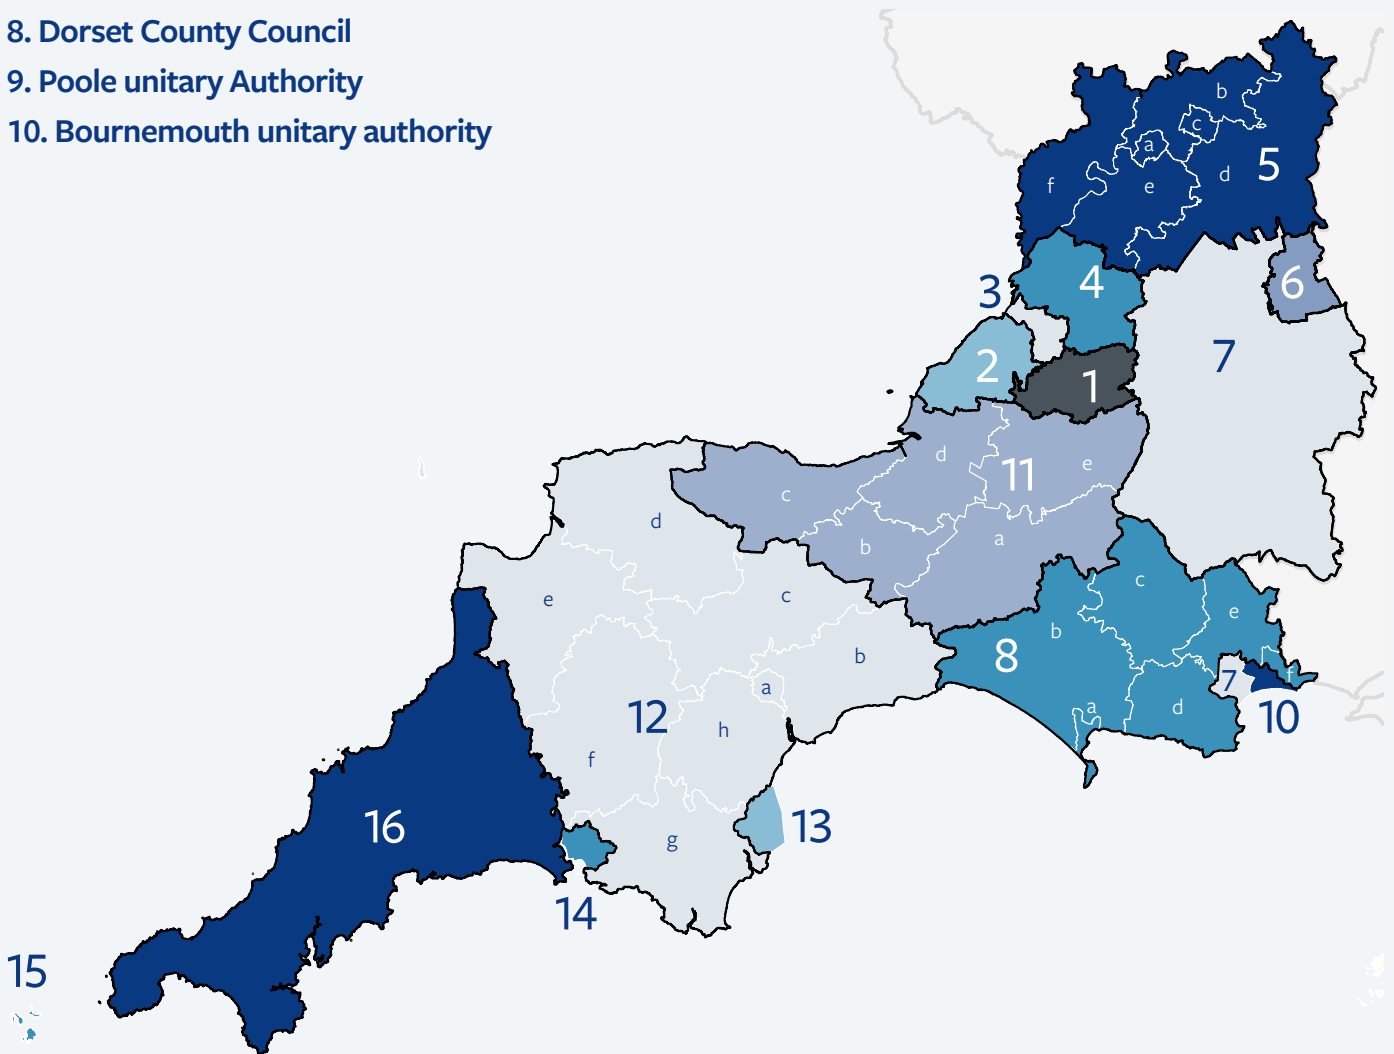 8. Dorset County Council
9. Poole unitary Authority
10. Bournemouth unitary authority
b
c
a
5
d
f
e
4
3
6
7
2
1
d
11
e
c
d
a
b
c
e
c
e
b
8
b
a
7
f
a
d
10
12
h
f
16
13
g
14
15